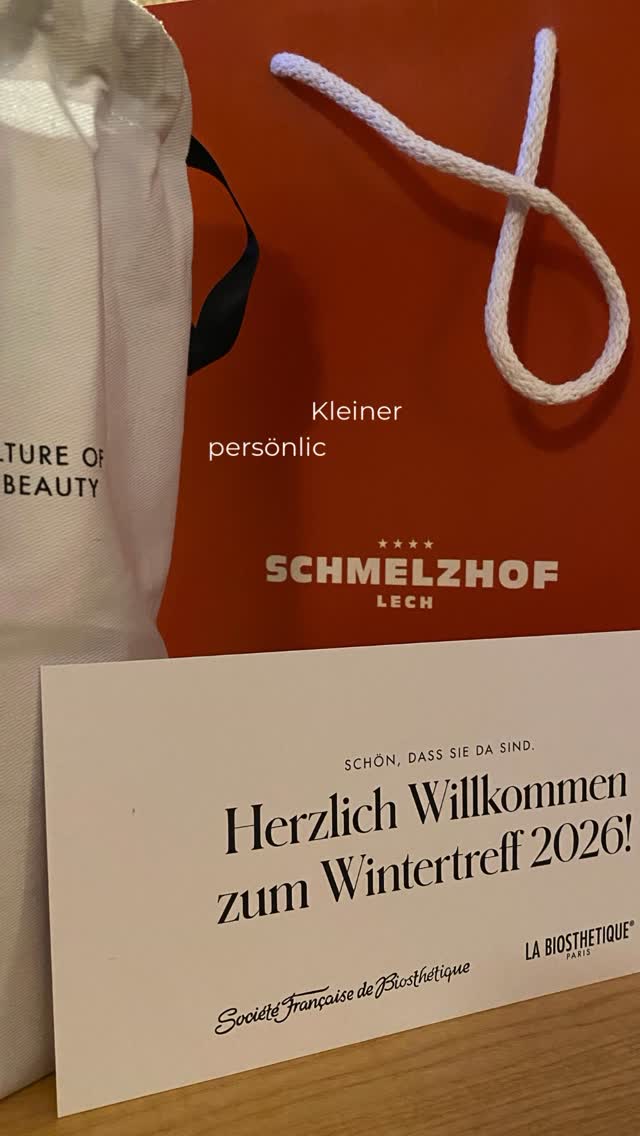 Kleiner
persönlic
LTURE OF
BEAUTY
★★★★
SCHMELZHOF
LECH
SCHÖN, DASS SIE DA SIND.
Herzlich Willkommen
zum Wintertreff 2026!
LA BIOSTHETIQUE®
PARIS
Société Française de Biosthétique